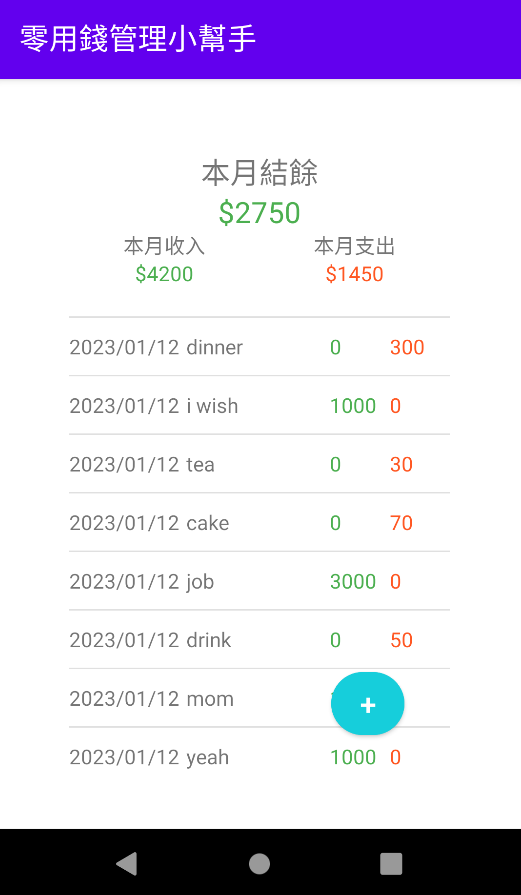 零用錢管理小幫手
本月結餘
$2750
本月收入 本月支出
$4200 $1450
2023/01/12 dinner 0 300
2023/01/12 i wish 1000 0
2023/01/12 tea 0 30
2023/01/12 cake 0 70
2023/01/12 job 3000 0
2023/01/12 drink 0 50
2023/01/12 mom
+
2023/01/12 yeah 1000 0